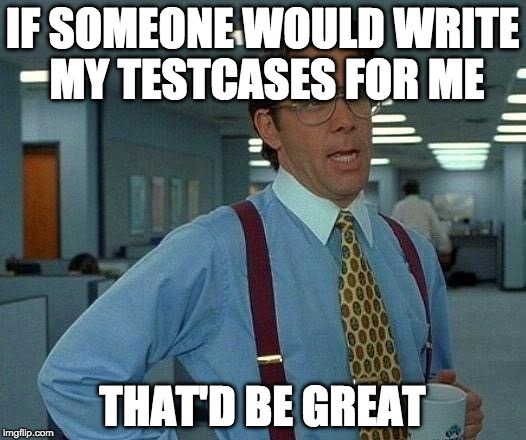 IF SOMEONE WOULD WRITE
MY TESTCASES FOR ME
THAT'D BE GREAT
imgflip.com